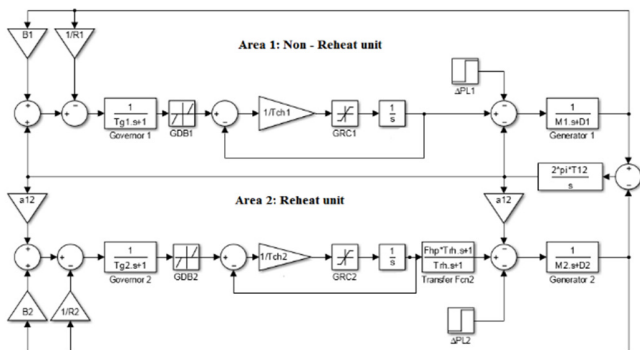 B1
1/R1
Area 1: Non - Reheat unit
ΔPL1
1
Tg1.s+1
Governor 1
GDB1
1/Tch1
GRC1
1
s
1
M1.s+D1
Generator 1
2*pi*T12
s
a12
Area 2: Reheat unit
a12
1
Tg2.s+1
Governor 2
GDB2
1/Tch2
GRC2
1
s
Fhp*Trh.s+1
Trh.s+1
Transfer Fcn2
1
M2.s+D2
Generator 2
B2
1/R2
ΔPL2